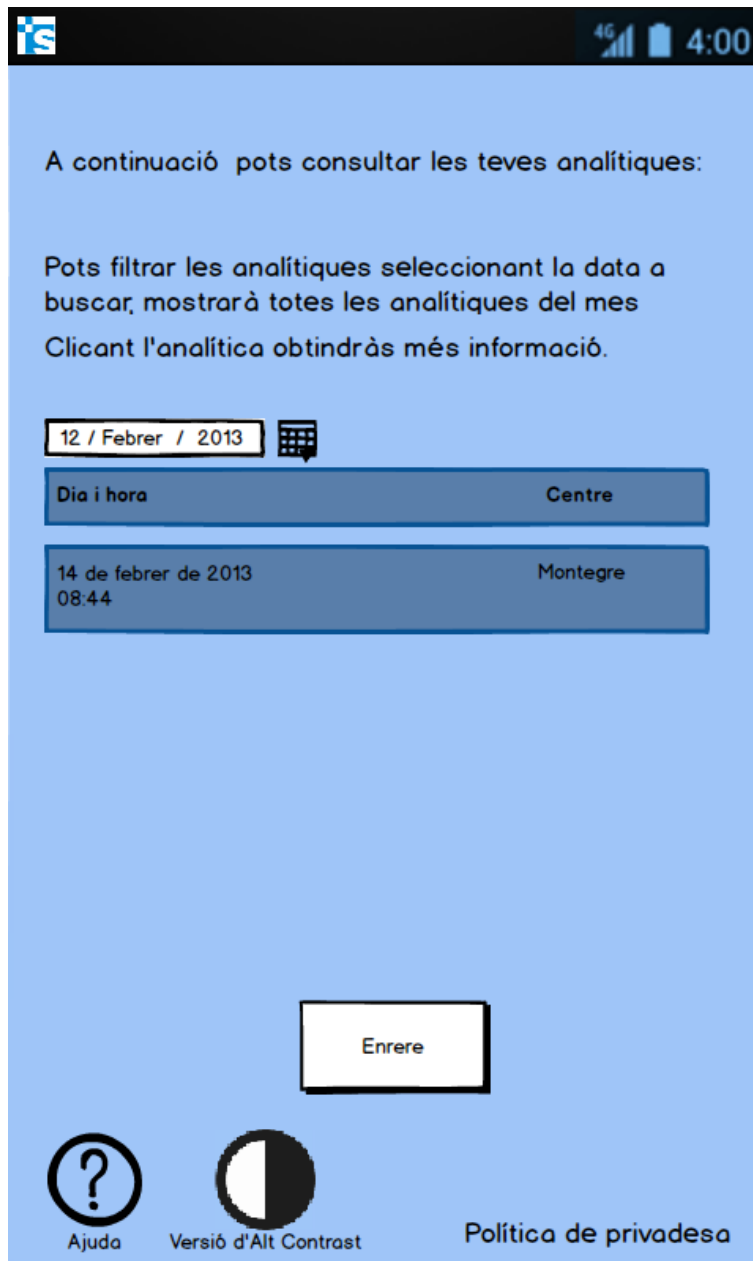 is 4G 4:00
A continuació pots consultar les teves analítiques:
Pots filtrar les analítiques seleccionant la data a
buscar, mostrarà totes les analítiques del mes
Clicant l'analítica obtindràs més informació.
12 / Febrer / 2013
Dia i hora Centre
14 de febrer de 2013 Montegre
08:44
Enrere
?
Ajuda Versió d'Alt Contrast Política de privadesa